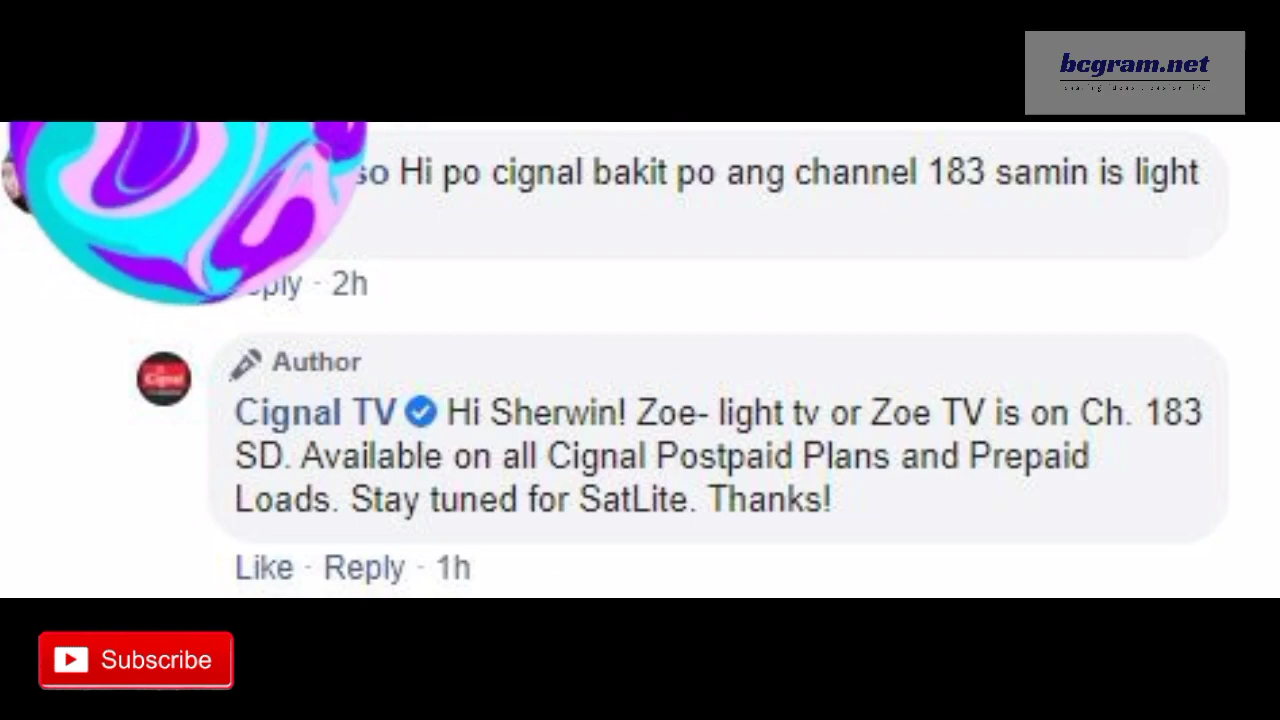 bcgram.net
so Hi po cignal bakit po ang channel 183 samin is light
ply · 2h
Author
Cignal
Cignal TV Hi Sherwin! Zoe- light tv or Zoe TV is on Ch. 183
SD. Available on all Cignal Postpaid Plans and Prepaid
Loads. Stay tuned for SatLite. Thanks!
Like · Reply · 1h
Subscribe